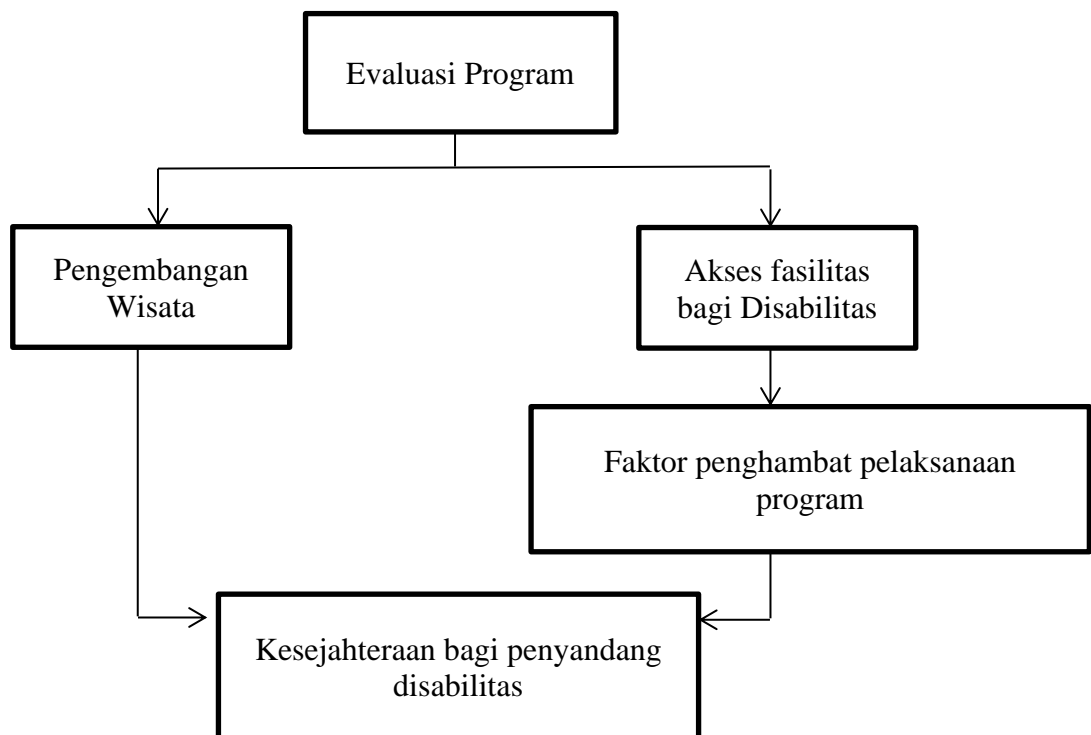 Evaluasi Program
Pengembangan
Wisata
Akses fasilitas
bagi Disabilitas
Faktor penghambat pelaksanaan
program
Kesejahteraan bagi penyandang
disabilitas